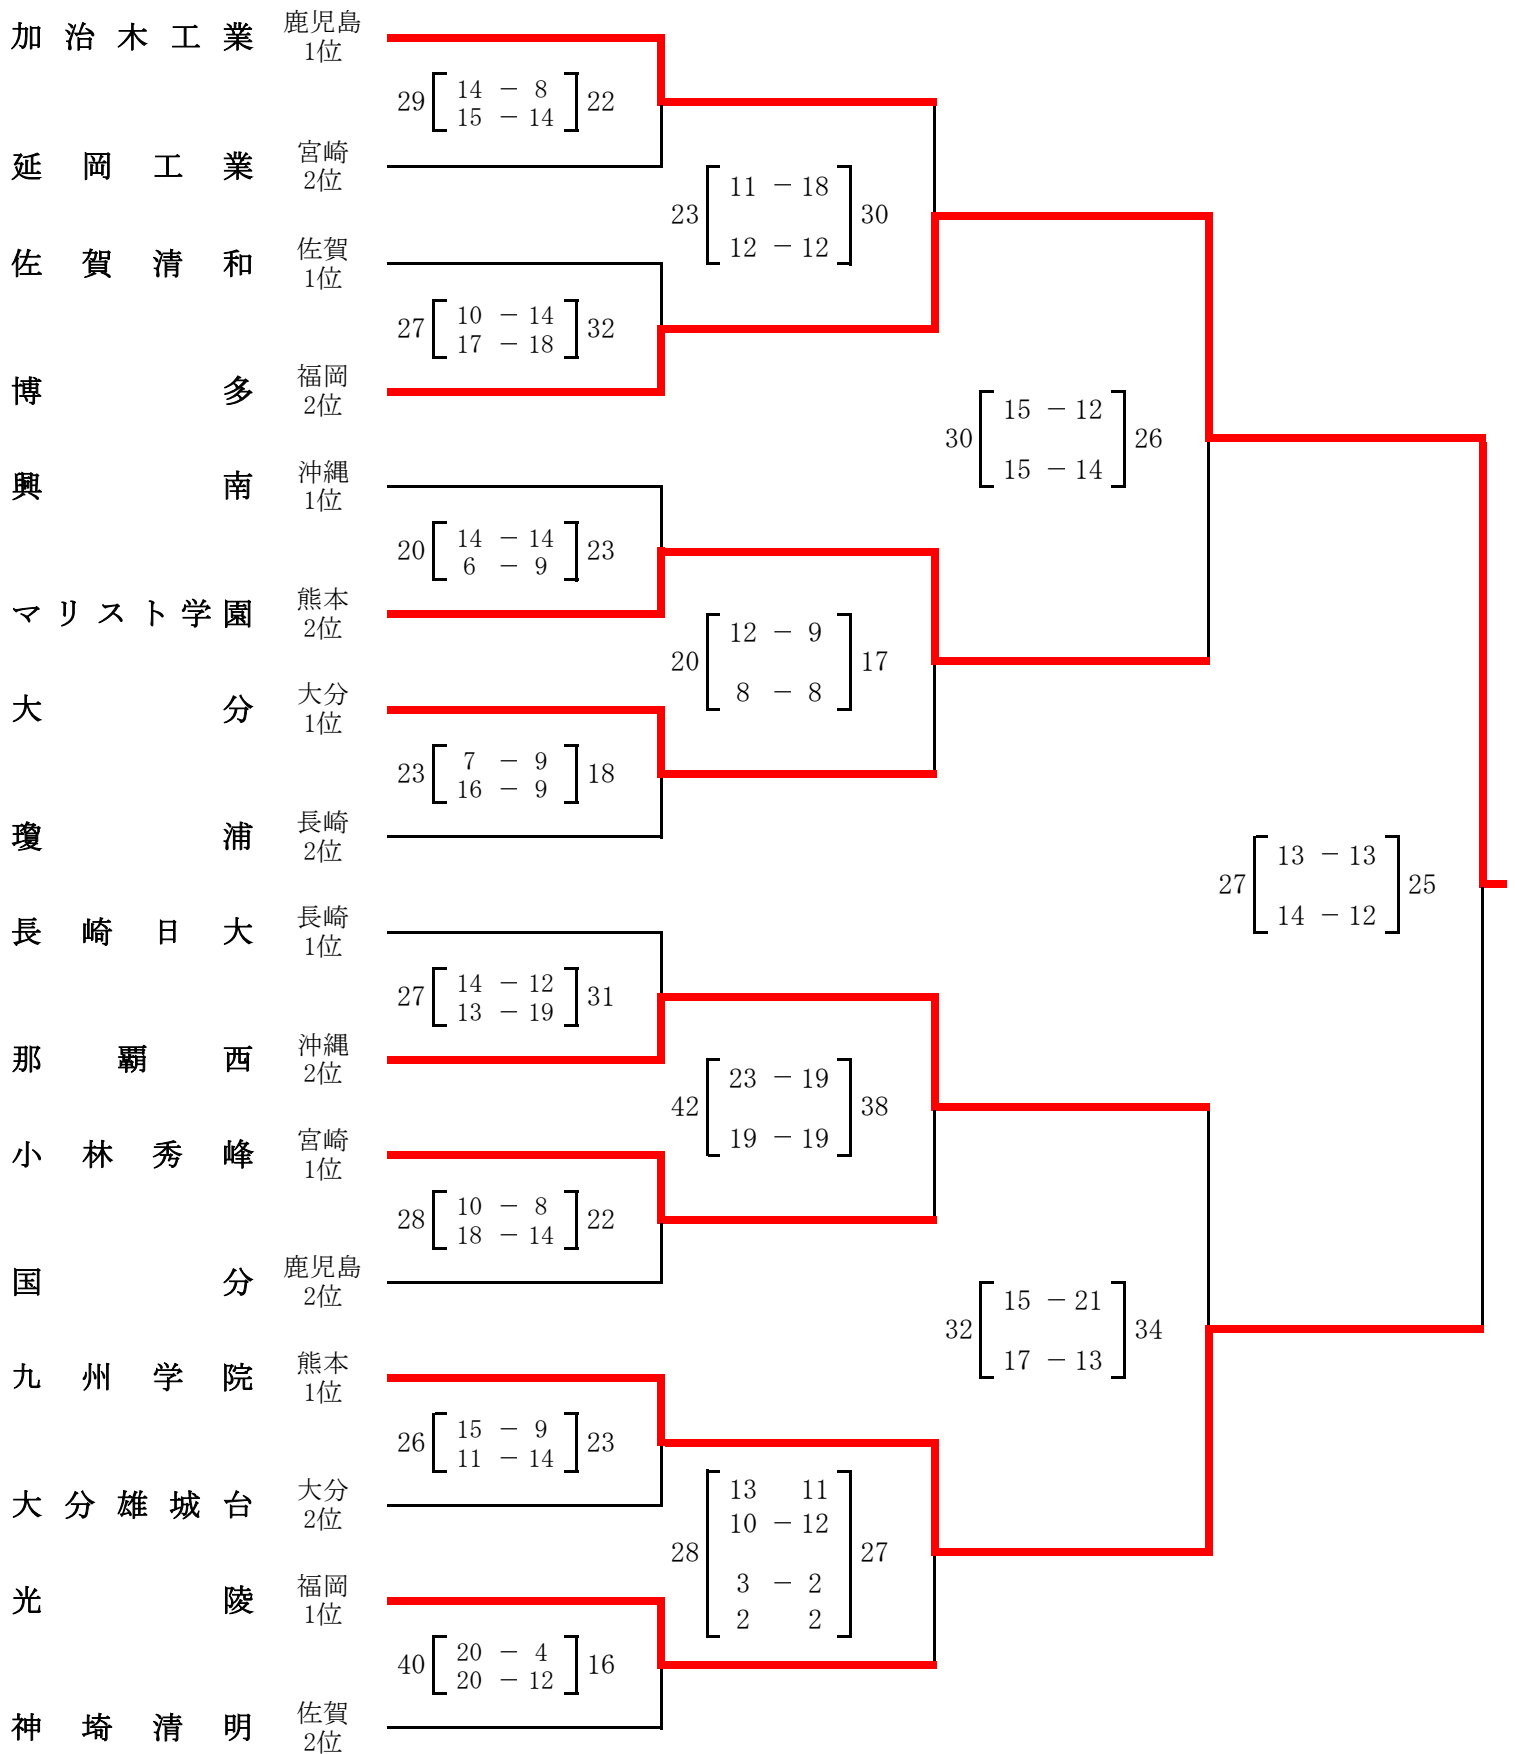 加治木工業 鹿児島
1位
29 14 － 8 22
15 － 14
延岡工業 宮崎
2位
23 11 － 18 30
12 － 12
佐賀清和 佐賀
1位
27 10 － 14 32
17 － 18
博多 福岡
2位
30 15 － 12 26
15 － 14
興南 沖縄
1位
20 14 － 14 23
6 － 9
マリスト学園 熊本
2位
20 12 － 9 17
8 － 8
大分 大分
1位
23 7 － 9 18
16 － 9
瓊浦 長崎
2位
27 13 － 13 25
14 － 12
長崎日大 長崎
1位
27 14 － 12 31
13 － 19
那覇西 沖縄
2位
42 23 － 19 38
19 － 19
小林秀峰 宮崎
1位
28 10 － 8 22
18 － 14
国分 鹿児島
2位
32 15 － 21 34
17 － 13
九州学院 熊本
1位
26 15 － 9 23
11 － 14
大分雄城台 大分
2位
13 11
10 － 12
28 27
3 － 2
2 2
光陵 福岡
1位
40 20 － 4 16
20 － 12
神埼清明 佐賀
2位